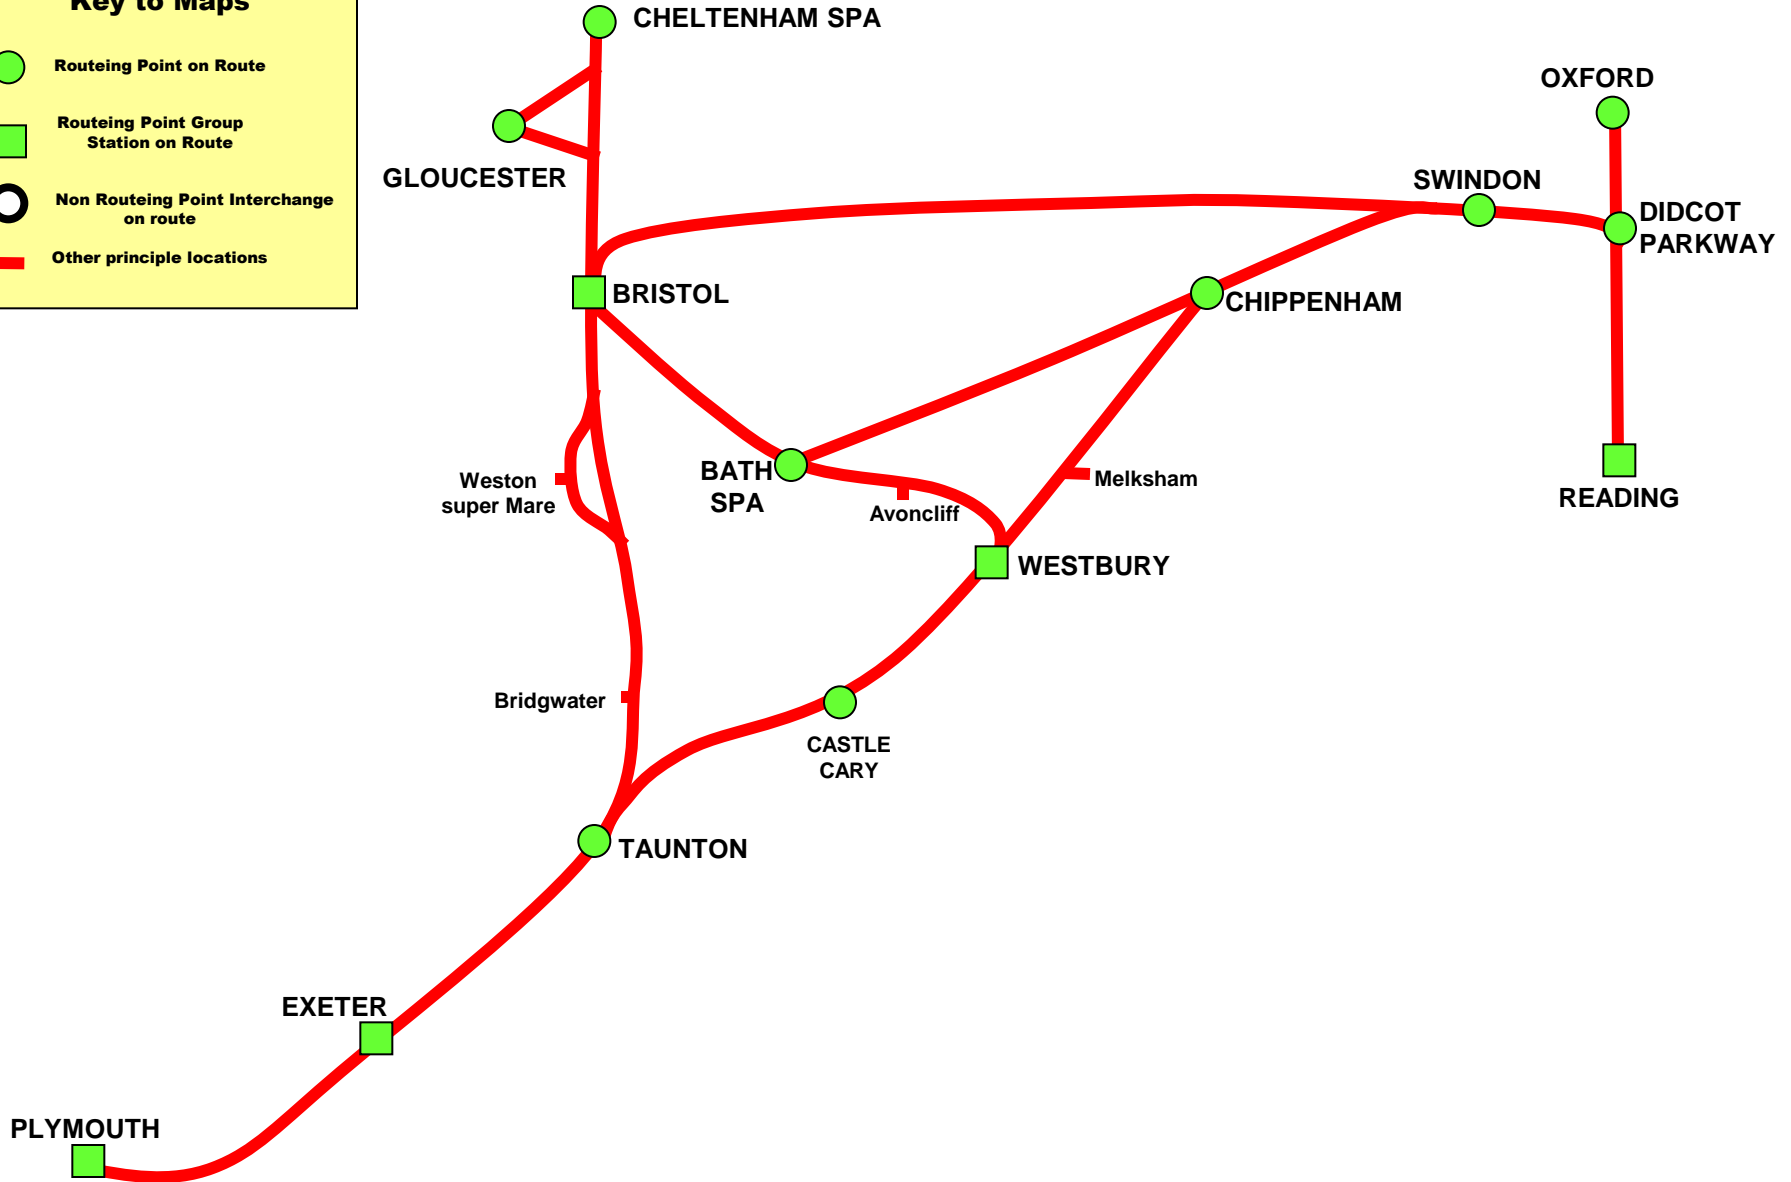 Key to Maps
Routeing Point on Route
Routeing Point Group
Station on Route
Non Routeing Point Interchange
on route
Other principle locations
CHELTENHAM SPA
OXFORD
GLOUCESTER
SWINDON
DIDCOT
PARKWAY
BRISTOL
CHIPPENHAM
Weston
super Mare
BATH
SPA
Avoncliff
Melksham
READING
WESTBURY
Bridgwater
CASTLE
CARY
TAUNTON
EXETER
PLYMOUTH